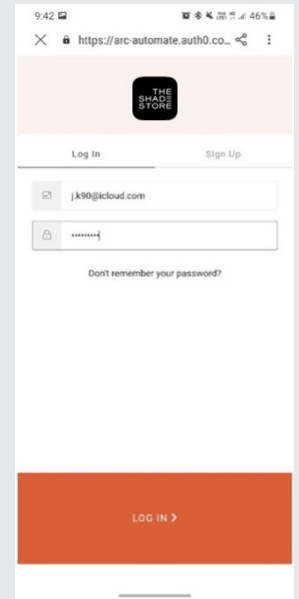 9:42 46%
https://arc-automate.auth0.co...
THE
SHADE
STORE
Log In Sign Up
j.k90@icloud.com
•••••••••
Don't remember your password?
LOG IN >